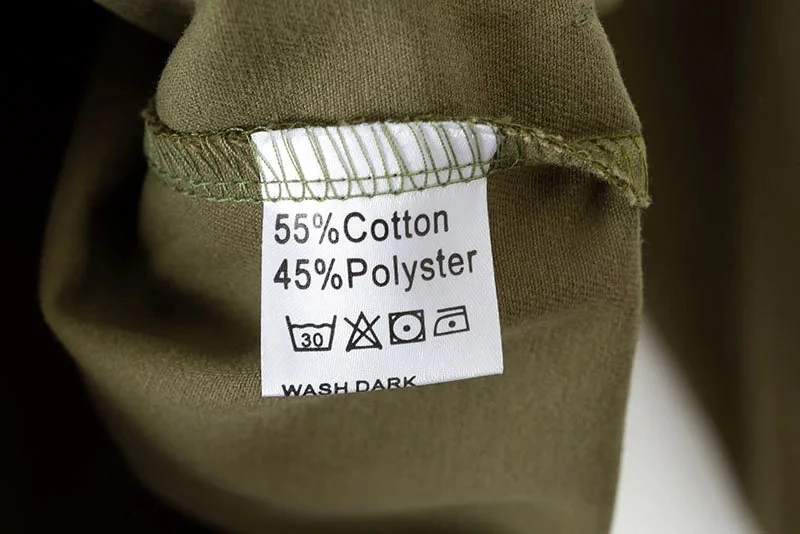 55%Cotton
45%Polyster
30
WASH DARK